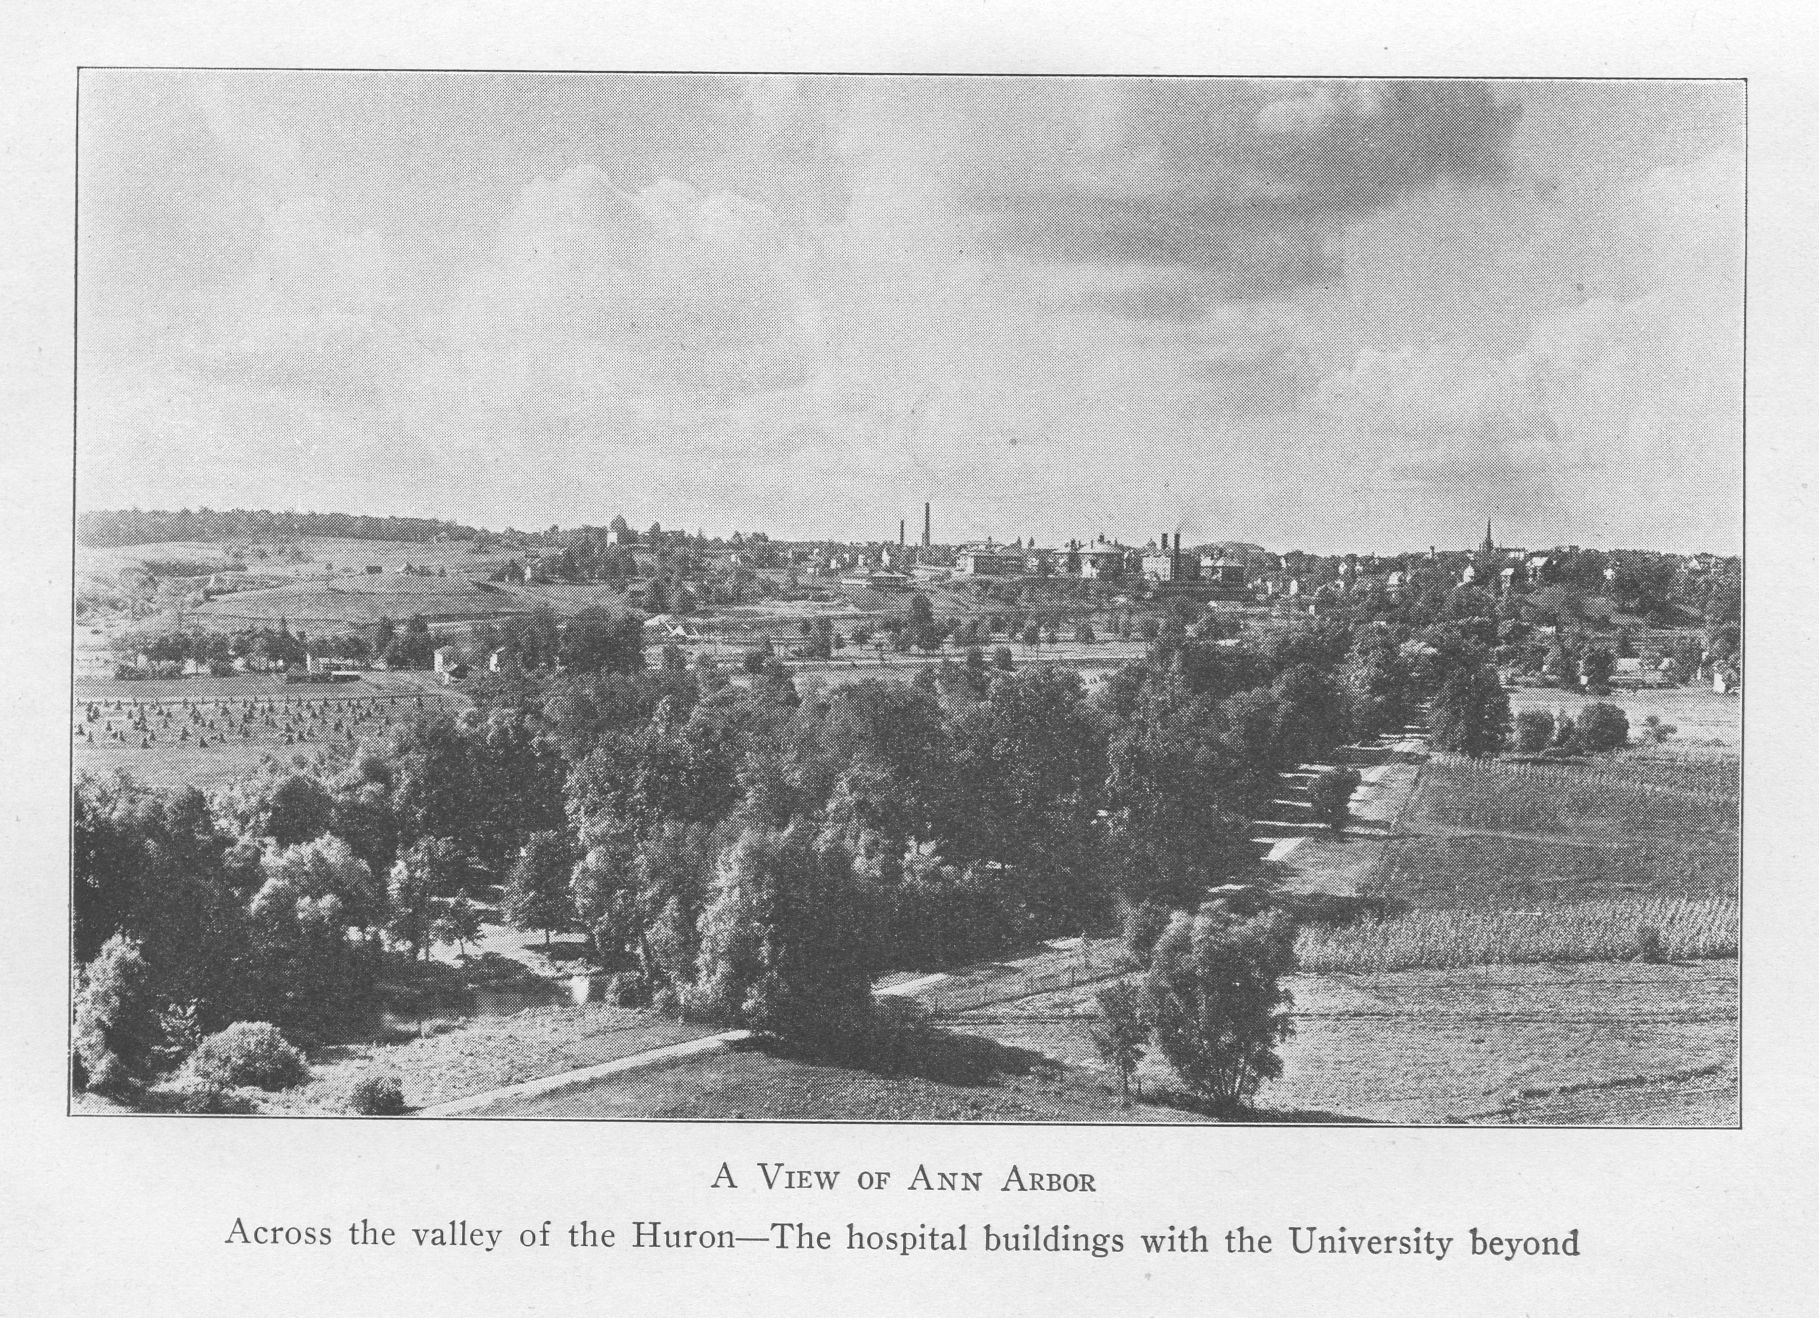 A View of Ann Arbor
Across the valley of the Huron—The hospital buildings with the University beyond